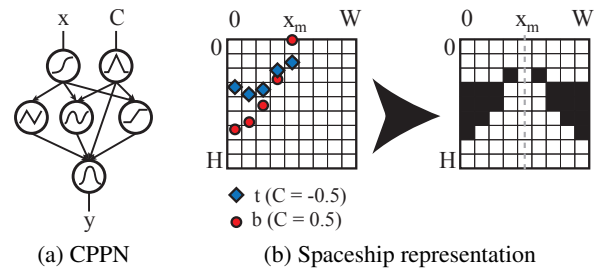 x C
y
(a) CPPN
0 x_m W
0
H
t (C = -0.5)
b (C = 0.5)
0 x_m W
0
H
(b) Spaceship representation